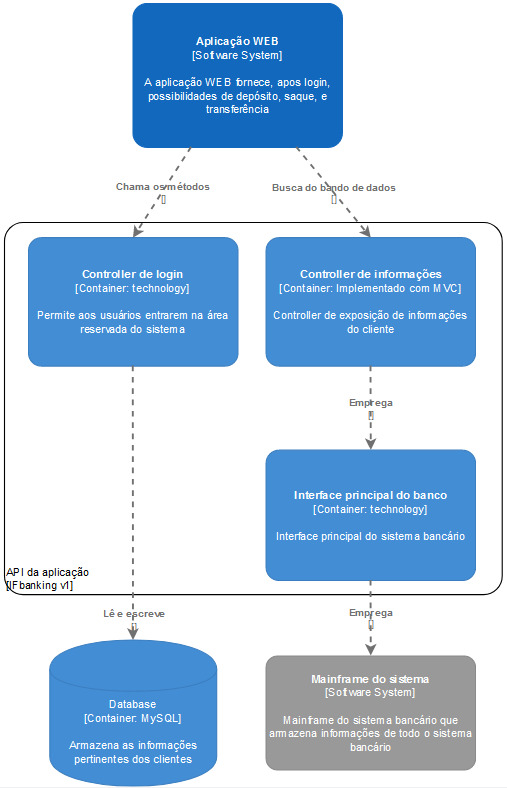 Aplicação WEB
[Software System]
A aplicação WEB fornece, apos login,
possibilidades de depósito, saque, e
transferência
Chama os métodos
[]
Busca do bando de dados
[]
Controller de login
[Container: technology]
Permite aos usuários entrarem na área
reservada do sistema
Controller de informações
[Container: Implementado com MVC]
Controller de exposição de informações
do cliente
Emprega
[]
Interface principal do banco
[Container: technology]
Interface principal do sistema bancário
API da aplicação
[IFbanking v1]
Lê e escreve
[]
Emprega
[]
Database
[Container: MySQL]
Armazena as informações
pertinentes dos clientes
Mainframe do sistema
[Software System]
Mainframe do sistema bancário que
armazena informações de todo o sistema
bancário